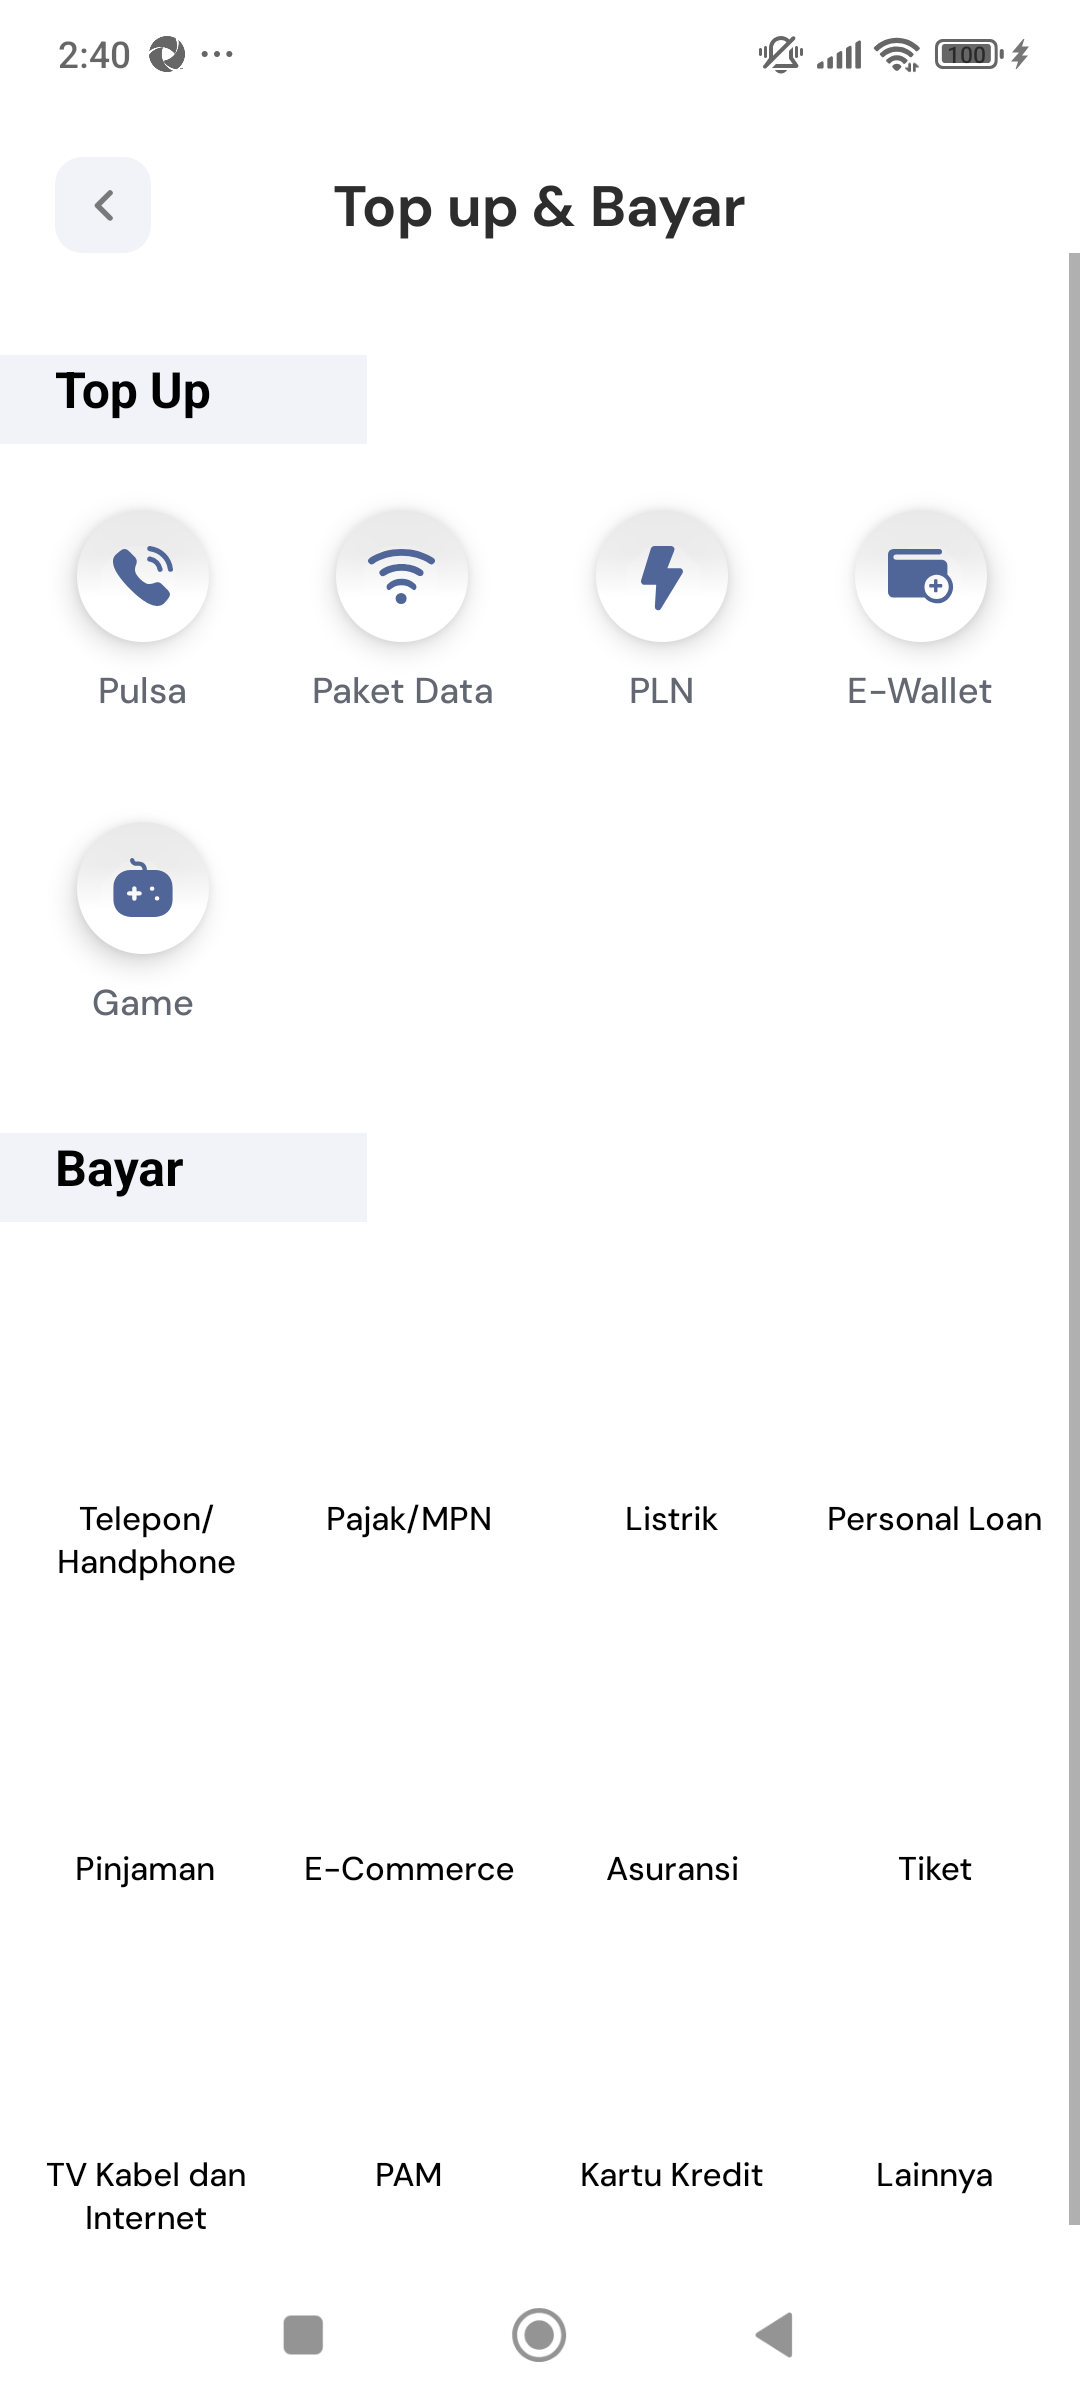 2:40
100
Top up & Bayar
Top Up
Pulsa
Paket Data
PLN
E-Wallet
Game
Bayar
Telepon/
Handphone
Pajak/MPN
Listrik
Personal Loan
Pinjaman
E-Commerce
Asuransi
Tiket
TV Kabel dan
Internet
PAM
Kartu Kredit
Lainnya